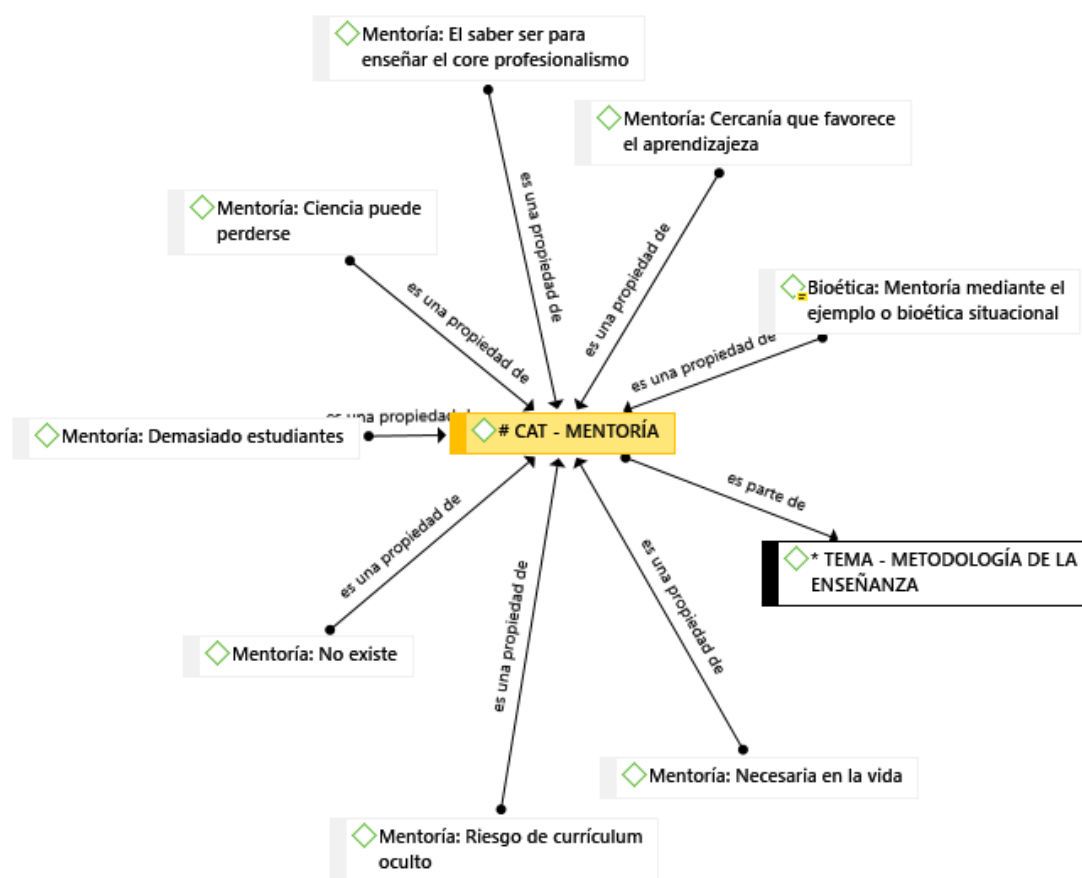 Mentoría: El saber ser para
enseñar el core profesionalismo
Mentoría: Cercanía que favorece
el aprendizajeza
es una propiedad de
es una propiedad de
Mentoría: Ciencia puede
perderse
es una propiedad de
Bioética: Mentoría mediante el
ejemplo o bioética situacional
es una propiedad de
Mentoría: Demasiado estudiantes
es una propiedad
# CAT - MENTORÍA
es parte de
* TEMA - METODOLOGÍA DE LA
ENSEÑANZA
es una propiedad de
es una propiedad de
es una propiedad de
Mentoría: No existe
Mentoría: Necesaria en la vida
Mentoría: Riesgo de currículum
oculto